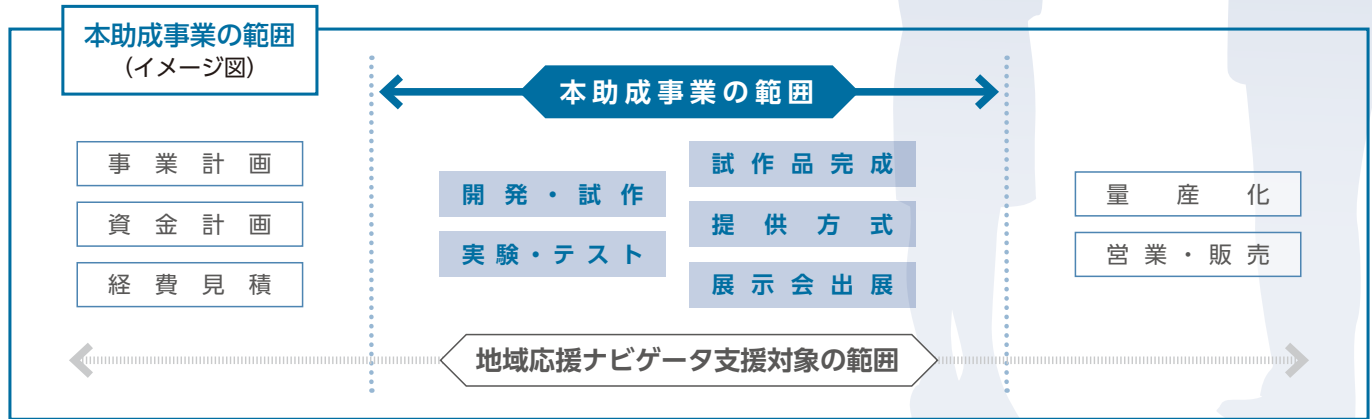 本助成事業の範囲
（イメージ図）
本助成事業の範囲
事業計画
資金計画
経費見積
開発・試作
実験・テスト
試作品完成
提供方式
展示会出展
量産化
営業・販売
地域応援ナビゲータ支援対象の範囲